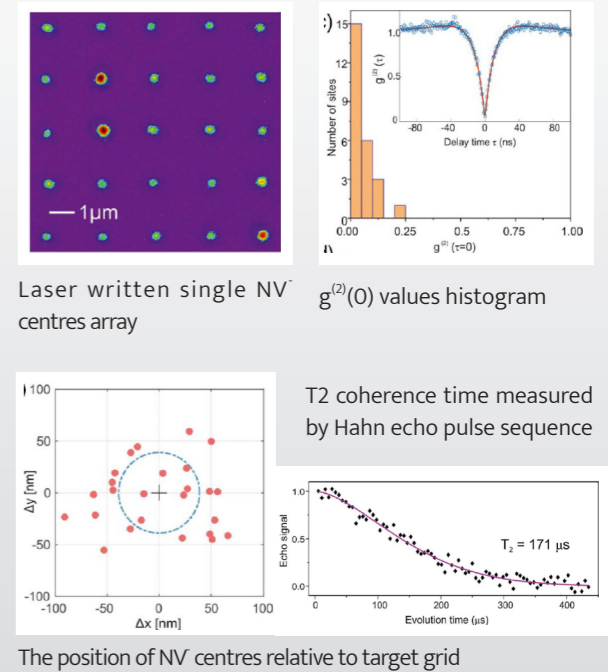 1μm
c)
Number of sites
15
12
9
6
3
0
0.00
0.25
0.50
0.75
1.00
g⁽²⁾ (τ=0)
g⁽²⁾ (τ)
1.0
0.5
0
-80
-40
0
40
80
Delay time τ (ns)
Laser written single NV⁻
centres array
g⁽²⁾(0) values histogram
100
50
0
-50
-100
Δy [nm]
-100
-50
0
50
100
Δx [nm]
T2 coherence time measured
by Hahn echo pulse sequence
Echo signal
1.0
0.5
0.0
T₂ = 171 μs
0
100
200
300
400
Evolution time (μs)
The position of NV⁻ centres relative to target grid